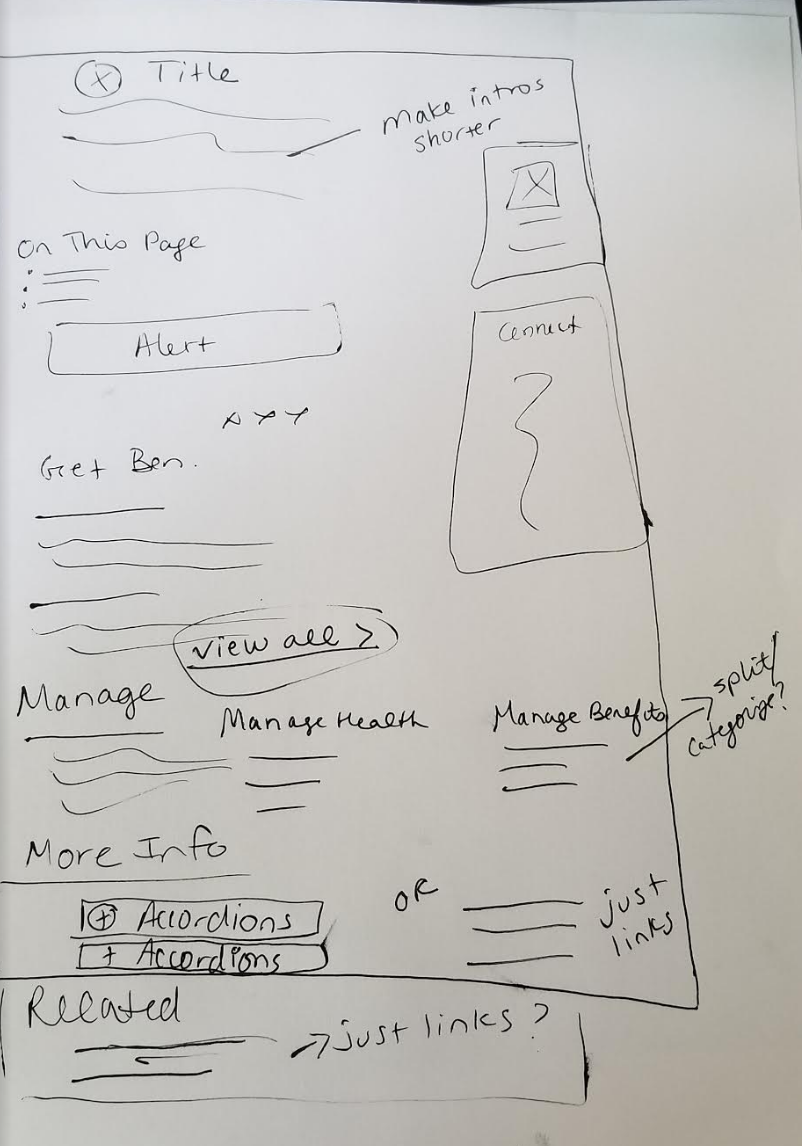 Title
make intros
shorter
On This Page
Alert
Connect
Get Ben.
view all >
Manage
Manage Health
Manage Benefits
split/
categorize?
More Info
+ Accordions
+ Accordions
OR
just
links
Related
just links?